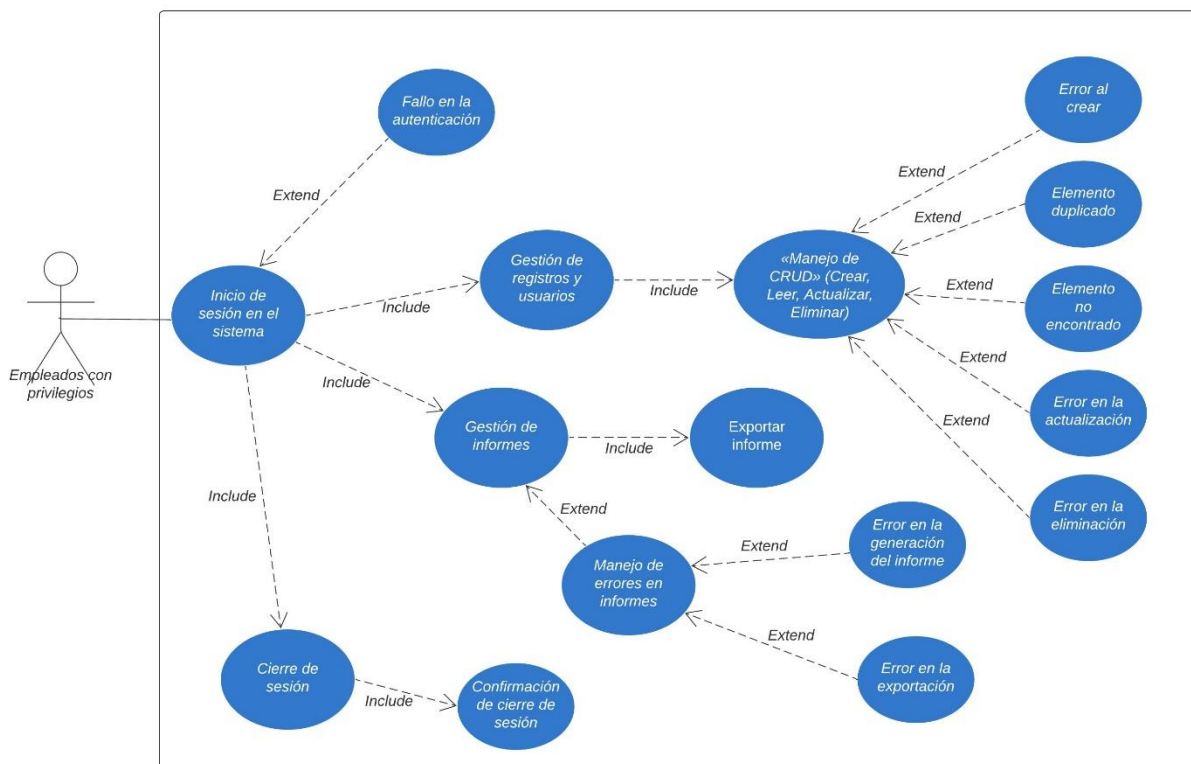 Fallo en la
autenticación
Error al
crear
Extend
Extend
Elemento
duplicado
Extend
Gestión de
registros y
usuarios
Include
«Manejo de
CRUD» (Crear,
Leer, Actualizar,
Eliminar)
Extend
Elemento
no
encontrado
Inicio de
sesión en el
sistema
Include
Empleados con
privilegios
Include
Extend
Error en la
actualización
Gestión de
informes
Include
Exportar
informe
Extend
Include
Extend
Error en la
eliminación
Manejo de
errores en
informes
Extend
Error en la
generación
del informe
Extend
Error en la
exportación
Cierre de
sesión
Include
Confirmación
de cierre de
sesión